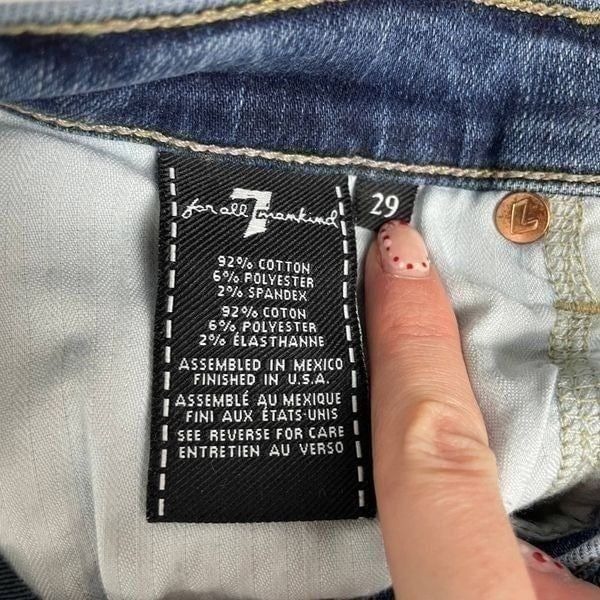 7
for all mankind
29
92% COTTON
6% POLYESTER
2% SPANDEX
92% COTON
6% POLYESTER
2% ÉLASTHANNE
ASSEMBLED IN MEXICO
FINISHED IN U.S.A.
ASSEMBLÉ AU MEXIQUE
FINI AUX ÉTATS-UNIS
SEE REVERSE FOR CARE
ENTRETIEN AU VERSO